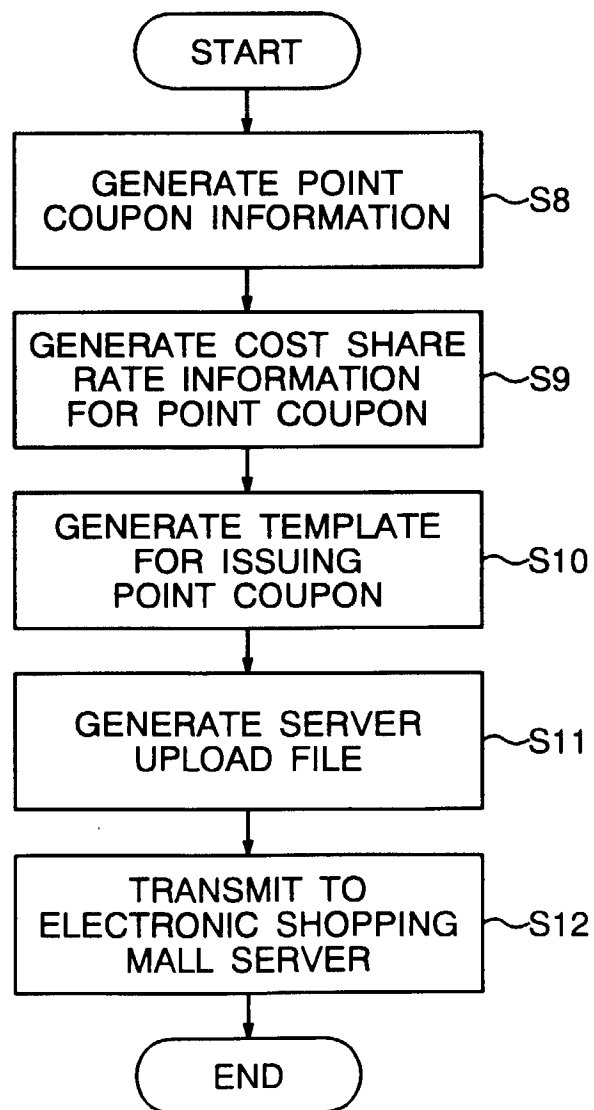 START
GENERATE POINT
COUPON INFORMATION
S8
GENERATE COST SHARE
RATE INFORMATION
FOR POINT COUPON
S9
GENERATE TEMPLATE
FOR ISSUING
POINT COUPON
S10
GENERATE SERVER
UPLOAD FILE
S11
TRANSMIT TO
ELECTRONIC SHOPPING
MALL SERVER
S12
END